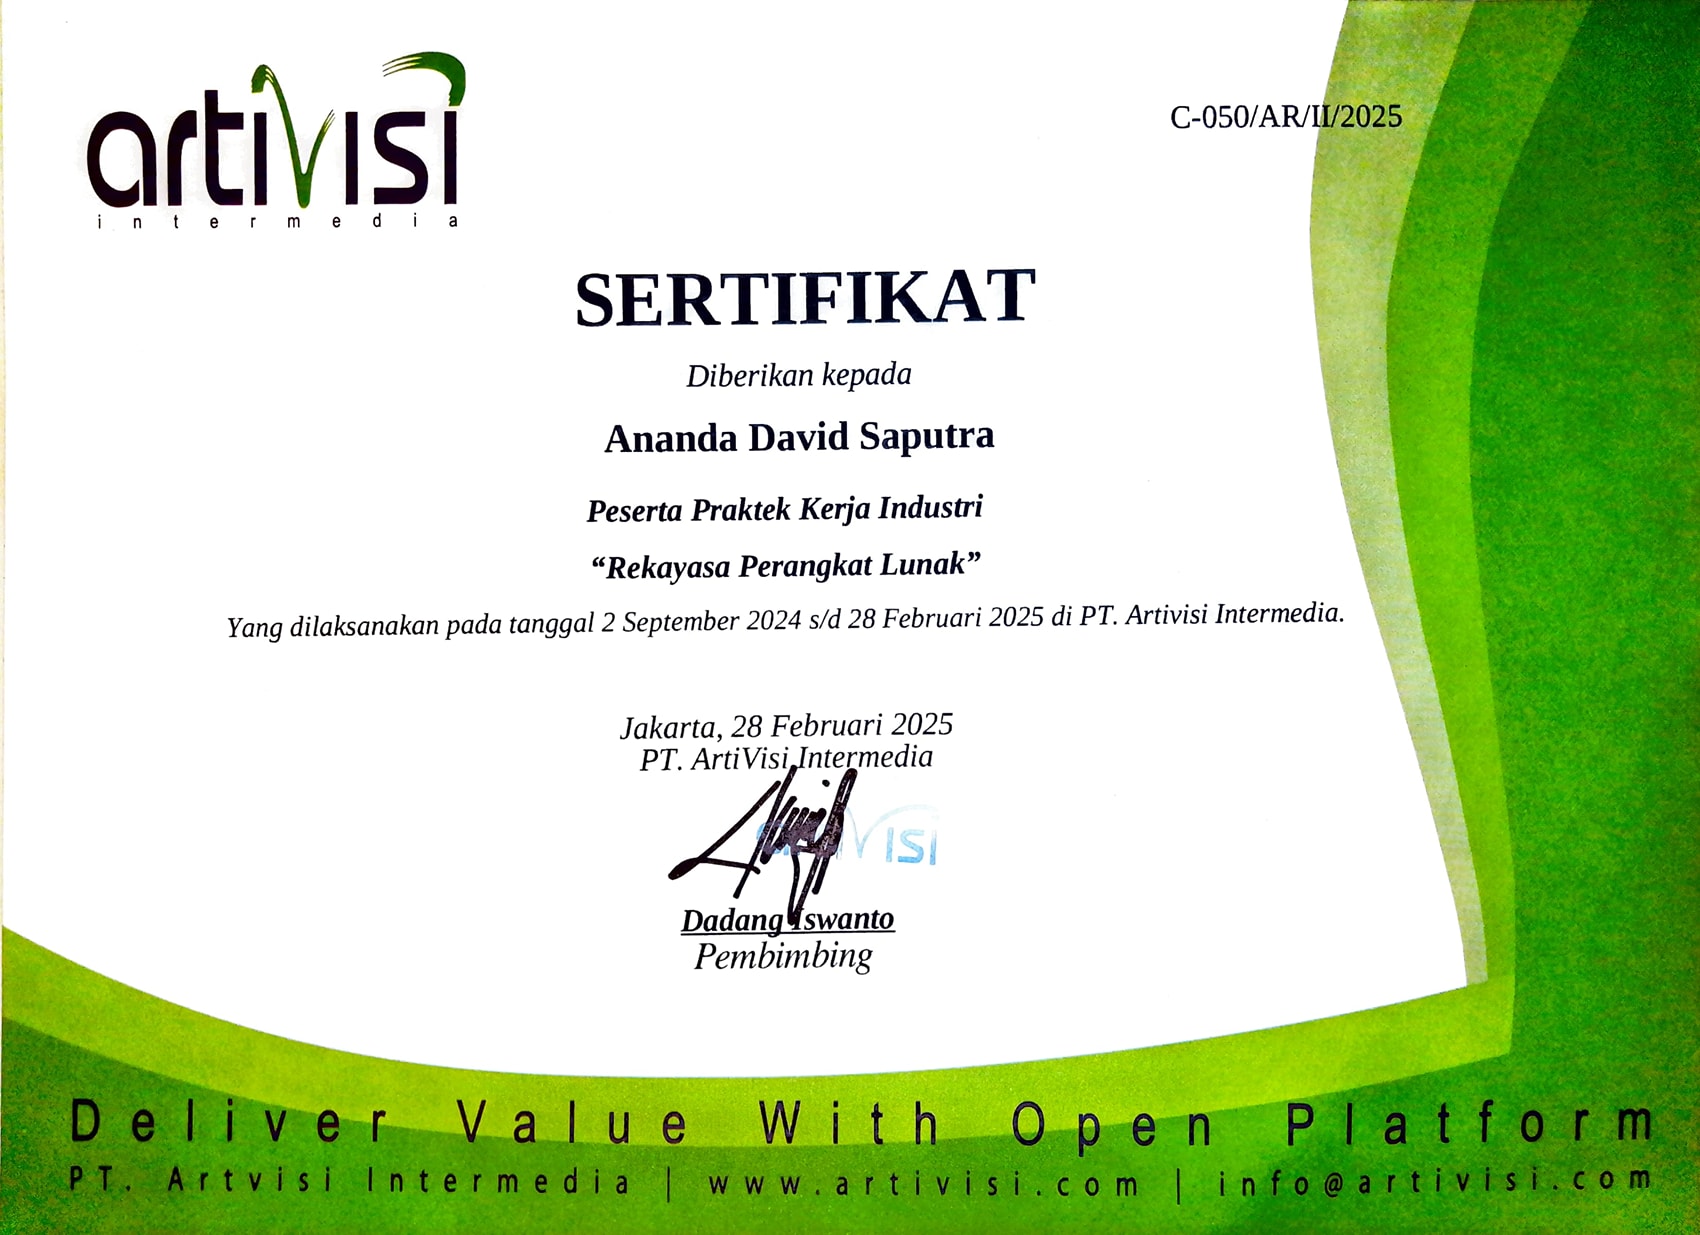 artivisi
intermedia
C-050/AR/II/2025
SERTIFIKAT
Diberikan kepada
Ananda David Saputra
Peserta Praktek Kerja Industri
“Rekayasa Perangkat Lunak”
Yang dilaksanakan pada tanggal 2 September 2024 s/d 28 Februari 2025 di PT. Artivisi Intermedia.
Jakarta, 28 Februari 2025
PT. ArtiVisi Intermedia
artivisi
Dadang Iswanto
Pembimbing
Deliver Value With Open Platform
PT. Artvisi Intermedia | www.artivisi.com | info@artivisi.com